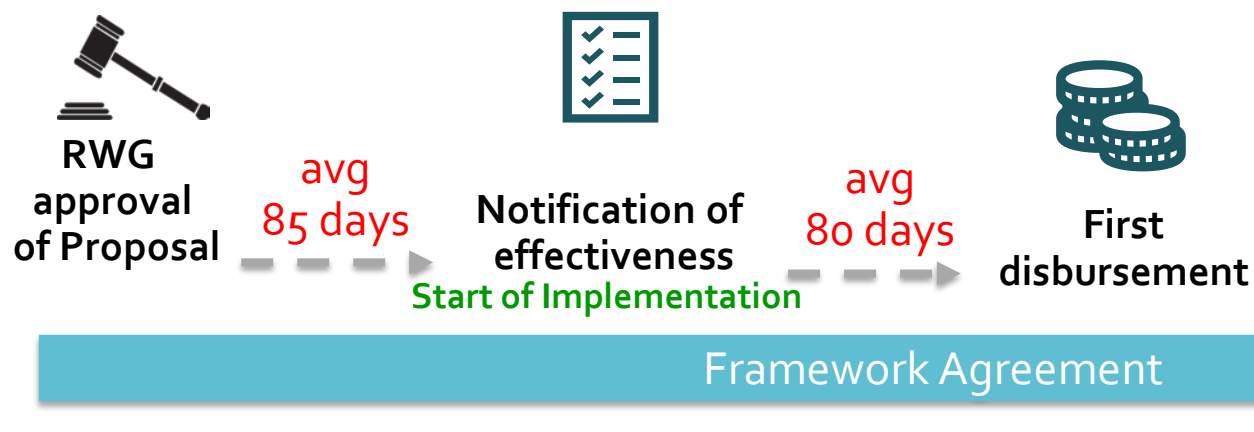 RWG
approval
of Proposal
avg
85 days
Notification of
effectiveness
Start of Implementation
avg
80 days
First
disbursement
Framework Agreement